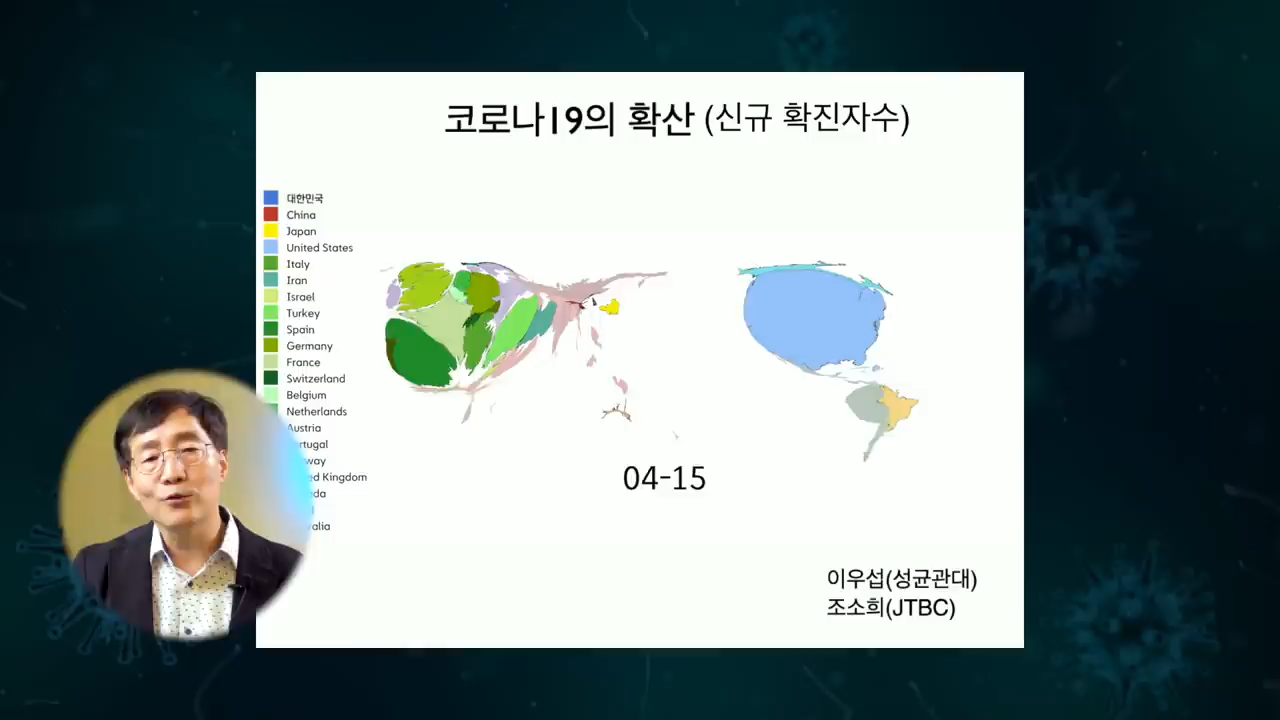 코로나19의 확산 (신규 확진자수)
대한민국
China
Japan
United States
Italy
Iran
Israel
Turkey
Spain
Germany
France
Switzerland
Belgium
Netherlands
Austria
04-15
이우섭(성균관대)
조소희(JTBC)